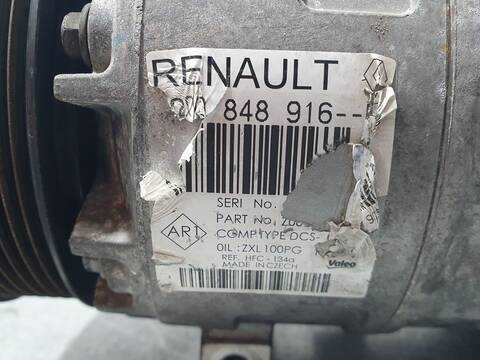 RENAULT
848 916--
SERI No.
PART No.
ART
COMP.TYPE DCS-
OIL:ZXL100PG
REF. HFC-134a
MADE IN CZECH
Valeo